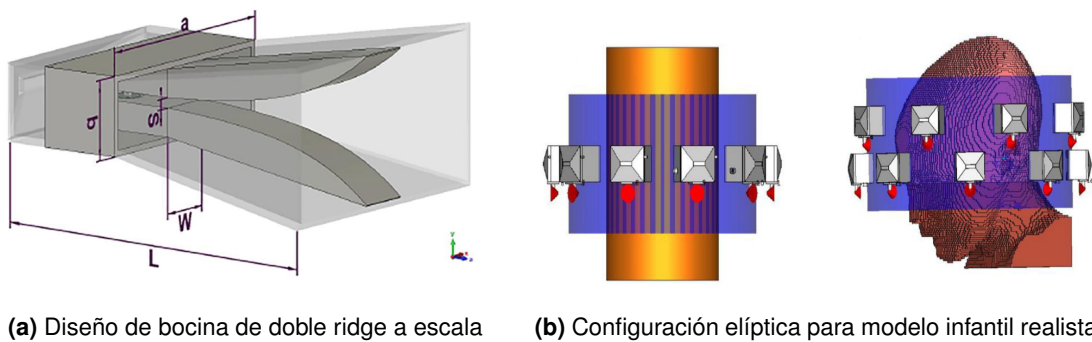 a
b
S
W
L
y
x
z
(a) Diseño de bocina de doble ridge a escala
(b) Configuración elíptica para modelo infantil realista